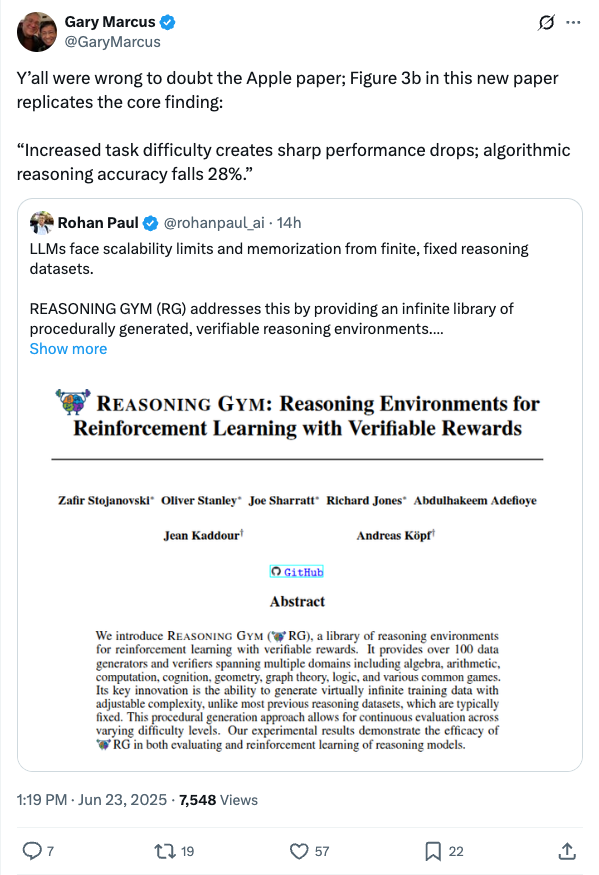 Gary Marcus
@GaryMarcus
Y'all were wrong to doubt the Apple paper; Figure 3b in this new paper
replicates the core finding:
“Increased task difficulty creates sharp performance drops; algorithmic
reasoning accuracy falls 28%.”
Rohan Paul @rohanpaul_ai · 14h
LLMs face scalability limits and memorization from finite, fixed reasoning
datasets.
REASONING GYM (RG) addresses this by providing an infinite library of
procedurally generated, verifiable reasoning environments....
Show more
REASONING GYM: Reasoning Environments for
Reinforcement Learning with Verifiable Rewards
Zafir Stojanovski* Oliver Stanley* Joe Sharratt* Richard Jones* Abdulhakeem Adefioye
Jean Kaddour† Andreas Köpf†
GitHub
Abstract
We introduce REASONING GYM (RG), a library of reasoning environments
for reinforcement learning with verifiable rewards. It provides over 100 data
generators and verifiers spanning multiple domains including algebra, arithmetic,
computation, cognition, geometry, graph theory, logic, and various common games.
Its key innovation is the ability to generate virtually infinite training data with
adjustable complexity, unlike most previous reasoning datasets, which are typically
fixed. This procedural generation approach allows for continuous evaluation across
varying difficulty levels. Our experimental results demonstrate the efficacy of
RG in both evaluating and reinforcement learning of reasoning models.
1:19 PM · Jun 23, 2025 · 7,548 Views
7 19 57 22